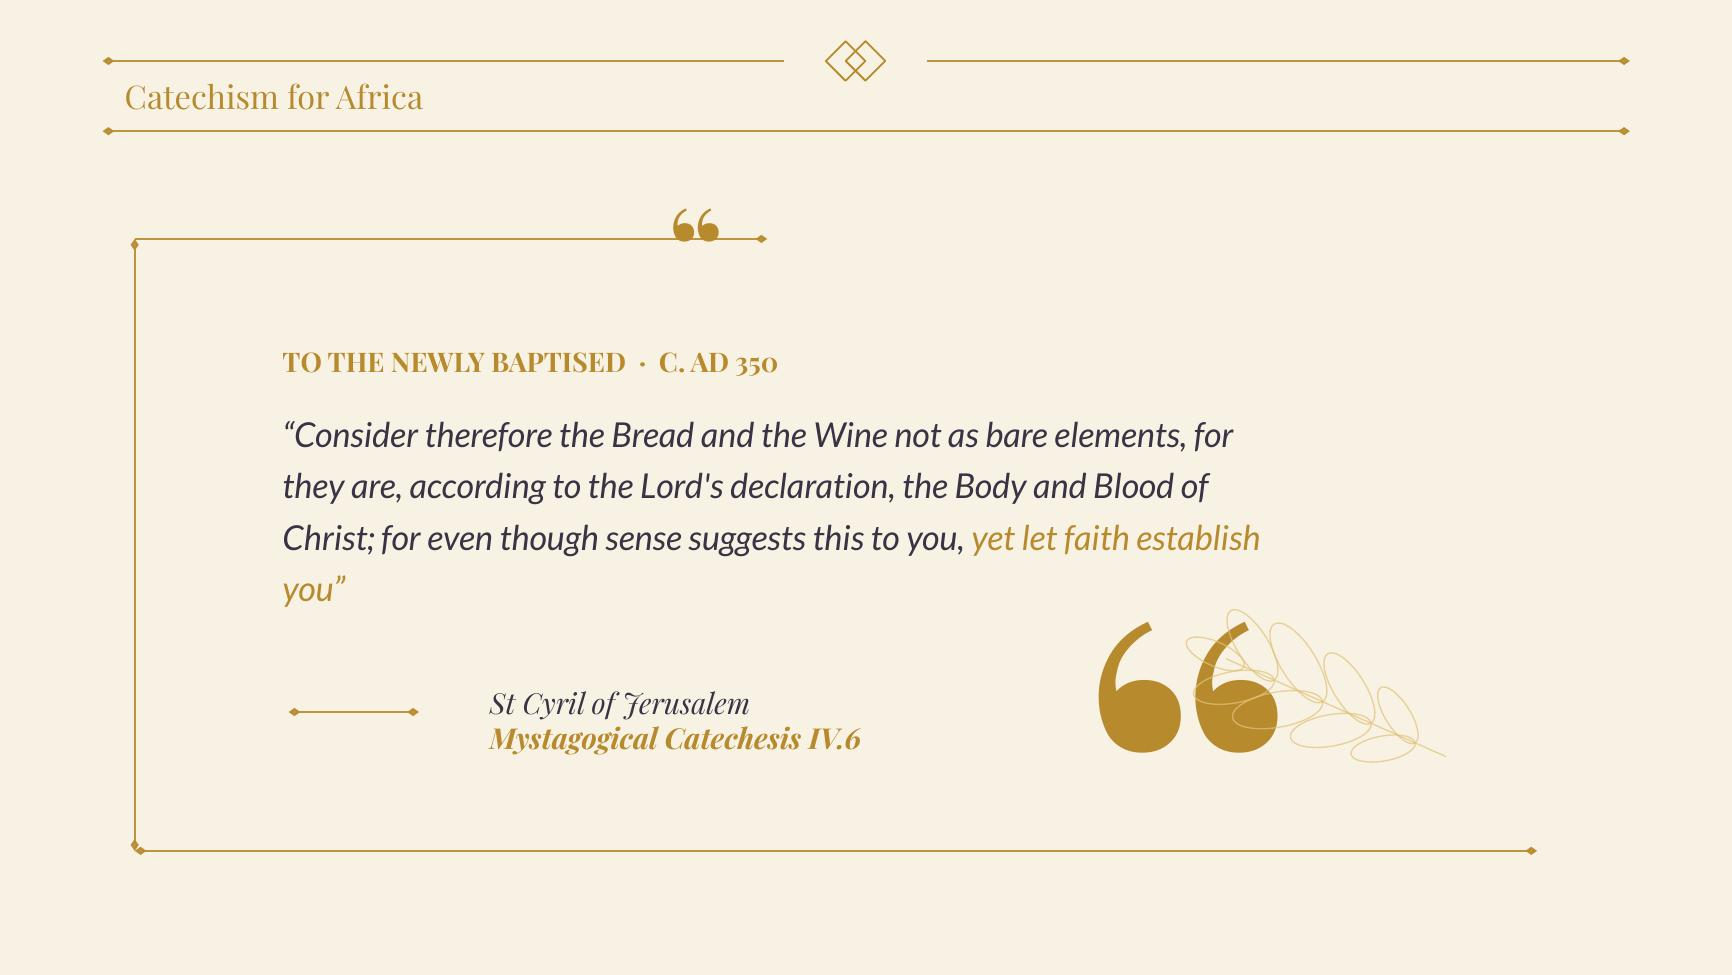 Catechism for Africa
TO THE NEWLY BAPTISED · C. AD 350
“Consider therefore the Bread and the Wine not as bare elements, for
they are, according to the Lord's declaration, the Body and Blood of
Christ; for even though sense suggests this to you, yet let faith establish
you”
St Cyril of Jerusalem
Mystagogical Catechesis IV.6